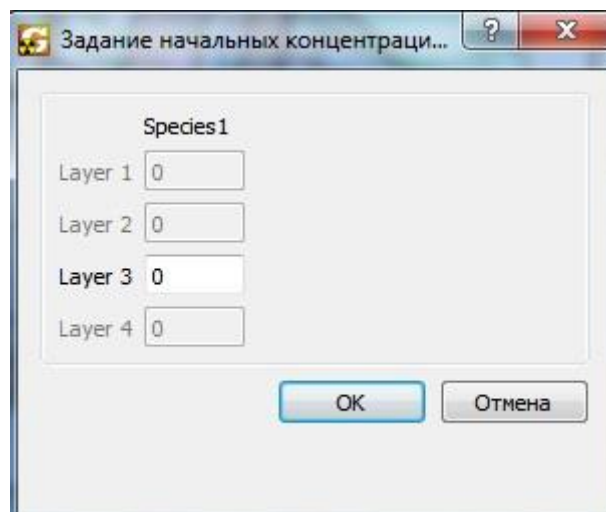 Задание начальных концентраци...
Species1
Layer 1 0
Layer 2 0
Layer 3 0
Layer 4 0
OK Отмена